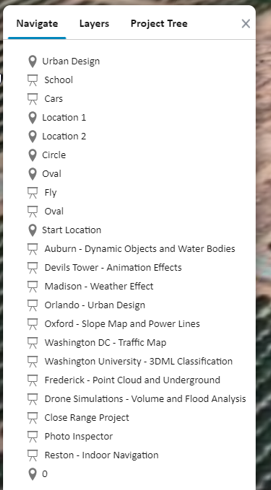 Navigate Layers Project Tree
Urban Design
School
Cars
Location 1
Location 2
Circle
Oval
Fly
Oval
Start Location
Auburn - Dynamic Objects and Water Bodies
Devils Tower - Animation Effects
Madison - Weather Effect
Orlando - Urban Design
Oxford - Slope Map and Power Lines
Washington DC - Traffic Map
Washington University - 3DML Classification
Frederick - Point Cloud and Underground
Drone Simulations - Volume and Flood Analysis
Close Range Project
Photo Inspector
Reston - Indoor Navigation
0